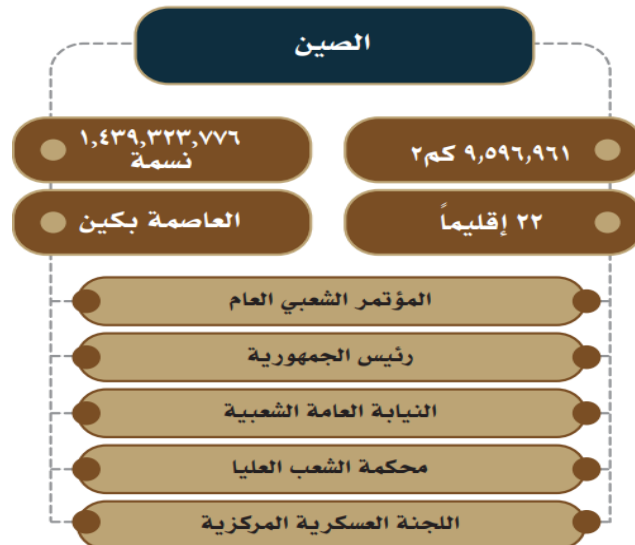 الصين
٩,٥٩٦,٩٦١ كم٢
١,٤٣٩,٣٢٣,٧٧٦
نسمة
٢٢ إقليماً
العاصمة بكين
المؤتمر الشعبي العام
رئيس الجمهورية
النيابة العامة الشعبية
محكمة الشعب العليا
اللجنة العسكرية المركزية